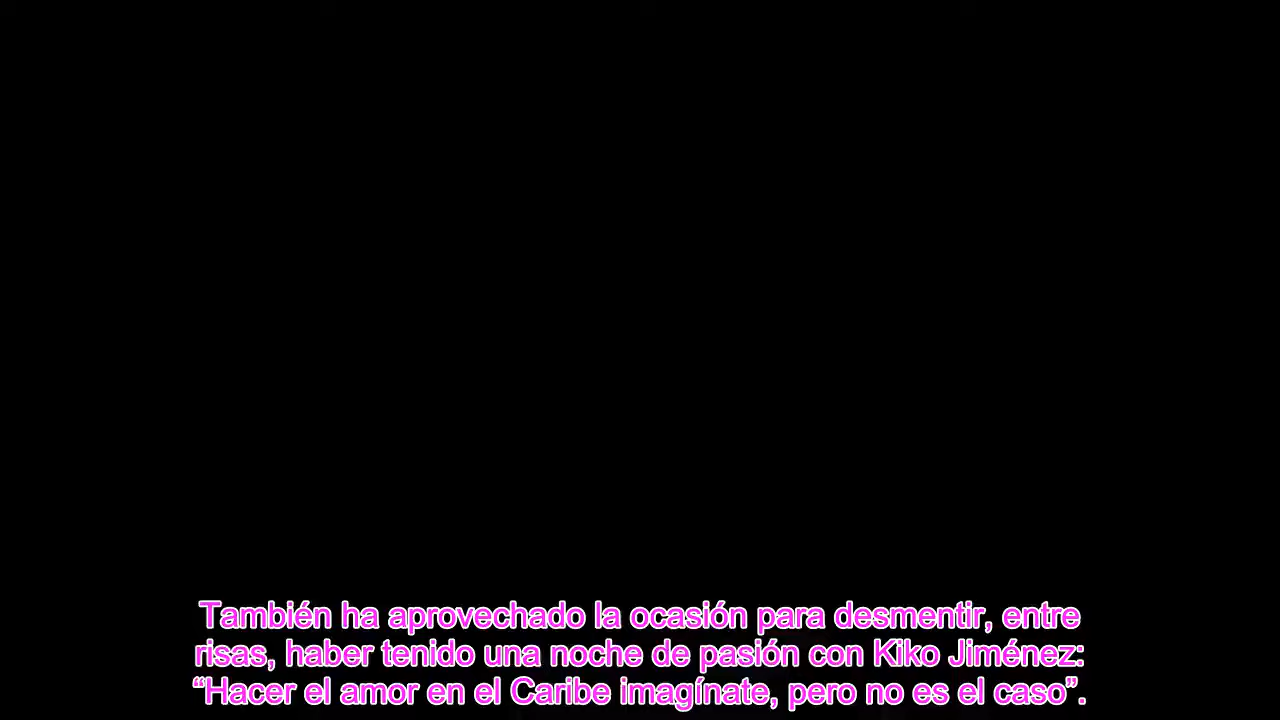 También ha aprovechado la ocasión para desmentir, entre
risas, haber tenido una noche de pasión con Kiko Jiménez:
“Hacer el amor en el Caribe imagínate, pero no es el caso”.